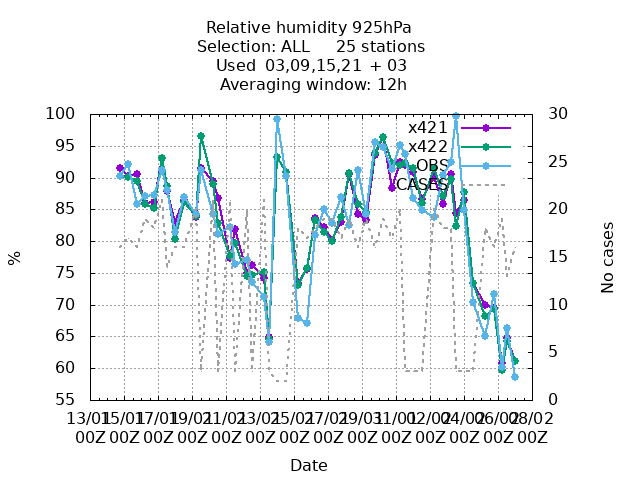 Relative humidity 925hPa
Selection: ALL 25 stations
Used 03,09,15,21 + 03
Averaging window: 12h
100
95
90
85
80
75
70
65
60
55
30
25
20
15
10
5
0
x421
x422
OBS
CASES
%
No cases
13/01 15/01 17/01 19/01 21/01 23/01 25/01 27/01 29/01 31/01 02/02 24/02 26/02 28/02
00Z 00Z 00Z 00Z 00Z 00Z 00Z 00Z 00Z 00Z 00Z 00Z 00Z 00Z
Date